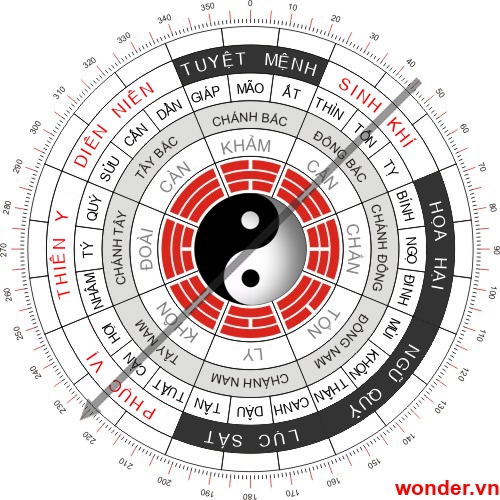 0
10
20
30
40
50
60
70
80
90
100
110
120
130
140
150
160
170
180
190
200
210
220
230
240
250
260
270
280
290
300
310
320
330
340
350
TUYỆT MỆNH
SINH KHÍ
HỌA HẠI
NGŨ QUỶ
LỤC SÁT
PHỤC VỊ
THIÊN Y
DIÊN NIÊN
GIÁP
MÃO
ẤT
THÌN
TỐN
TỴ
BÍNH
NGỌ
ĐINH
MÙI
KHÔN
THÂN
CANH
DẬU
TÂN
TUẤT
CÀN
HỢI
NHÂM
TÝ
QUÝ
SỬU
CẤN
DẦN
CHÁNH BẮC
ĐÔNG BẮC
CHÁNH ĐÔNG
ĐÔNG NAM
CHÁNH NAM
TÂY NAM
CHÁNH TÂY
TÂY BẮC
KHẢM
CẤN
CHẤN
TỐN
LY
KHÔN
ĐOÀI
CÀN
wonder.vn